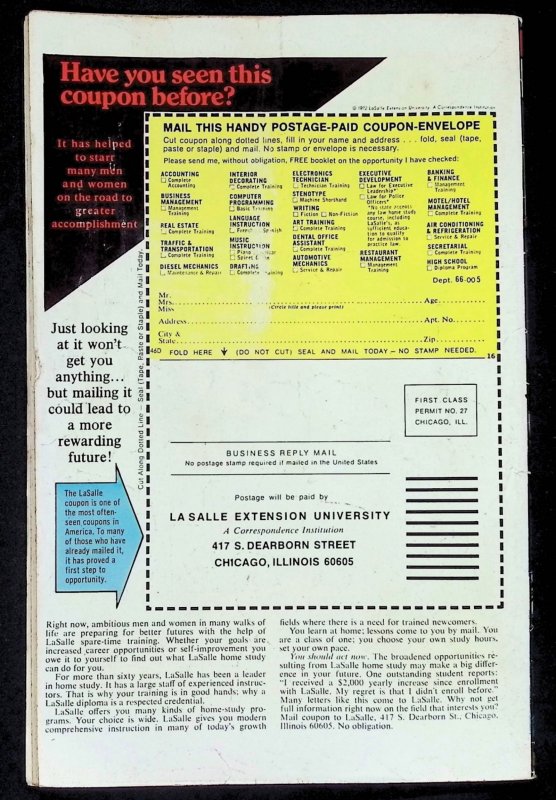 Have you seen this
coupon before?
© 1972 LaSalle Extension University A Correspondence Institution
It has helped
to start
many men
and women
on the road to
greater
accomplishment
Just looking
at it won't
get you
anything...
but mailing it
could lead to
a more
rewarding
future!
The LaSalle
coupon is one of
the most often-
seen coupons in
America. To many
of those who have
already mailed it,
it has proved a
first step to
opportunity.
Cut Along Dotted Line — Seal (Tape, Paste or Staple) and Mail Today
MAIL THIS HANDY POSTAGE-PAID COUPON-ENVELOPE
Cut coupon along dotted lines, fill in your name and address . . . fold, seal (tape,
paste or staple) and mail. No stamp or envelope is necessary.
Please send me, without obligation, FREE booklet on the opportunity I have checked:
ACCOUNTING
☐ Complete
Accounting
BUSINESS
MANAGEMENT
☐ Management
Training
REAL ESTATE
☐ Complete Training
TRAFFIC &
TRANSPORTATION
☐ Complete Training
DIESEL MECHANICS
☐ Maintenance & Repair
INTERIOR
DECORATING
☐ Complete Training
COMPUTER
PROGRAMMING
☐ Basic Training
LANGUAGE
INSTRUCTION
☐ French ☐ Spanish
MUSIC
INSTRUCTION
☐ Piano ☐ Guitar
DRAFTING
☐ Complete Training
ELECTRONICS
TECHNICIAN
☐ Technician Training
STENOTYPE
☐ Machine Shorthand
WRITING
☐ Fiction ☐ Non-Fiction
ART TRAINING
☐ Complete Training
DENTAL OFFICE
ASSISTANT
☐ Complete Training
AUTOMOTIVE
MECHANICS
☐ Service & Repair
EXECUTIVE
DEVELOPMENT
☐ Law for Executive
Leadership*
☐ Law for Police
Officers*
*No state accepts
any law home study
course, including
LaSalle's, as
sufficient educa-
tion to qualify
for admission to
practice law.
RESTAURANT
MANAGEMENT
☐ Management
Training
BANKING
& FINANCE
☐ Management
Training
MOTEL/HOTEL
MANAGEMENT
☐ Complete Training
AIR CONDITIONING
& REFRIGERATION
☐ Service & Repair
SECRETARIAL
☐ Complete Training
HIGH SCHOOL
☐ Diploma Program
Dept. 66-005
Mr.
Mrs.
Miss
(Circle title and please print)
Age
Address
Apt. No.
City &
State
Zip
46D FOLD HERE ↓ (DO NOT CUT) SEAL AND MAIL TODAY – NO STAMP NEEDED. 16
FIRST CLASS
PERMIT NO. 27
CHICAGO, ILL.
BUSINESS REPLY MAIL
No postage stamp required if mailed in the United States
Postage will be paid by
LA SALLE EXTENSION UNIVERSITY
A Correspondence Institution
417 S. DEARBORN STREET
CHICAGO, ILLINOIS 60605
Right now, ambitious men and women in many walks of
life are preparing for better futures with the help of
LaSalle spare-time training. Whether your goals are
increased career opportunities or self-improvement you
owe it to yourself to find out what LaSalle home study
can do for you.
For more than sixty years, LaSalle has been a leader
in home study. It has a large staff of experienced instruc-
tors. That is why your training is in good hands; why a
LaSalle diploma is a respected credential.
LaSalle offers you many kinds of home-study pro-
grams. Your choice is wide. LaSalle gives you modern
comprehensive instruction in many of today's growth
fields where there is a need for trained newcomers.
You learn at home; lessons come to you by mail. You
are a class of one; you choose your own study hours,
set your own pace.
You should act now. The broadened opportunities re-
sulting from LaSalle home study may make a big differ-
ence in your future. One outstanding student reports:
"I received a $2,000 yearly increase since enrollment
with LaSalle. My regret is that I didn't enroll before."
Many letters like this come to LaSalle. Why not get
full information right now on the field that interests you?
Mail coupon to LaSalle, 417 S. Dearborn St., Chicago,
Illinois 60605. No obligation.